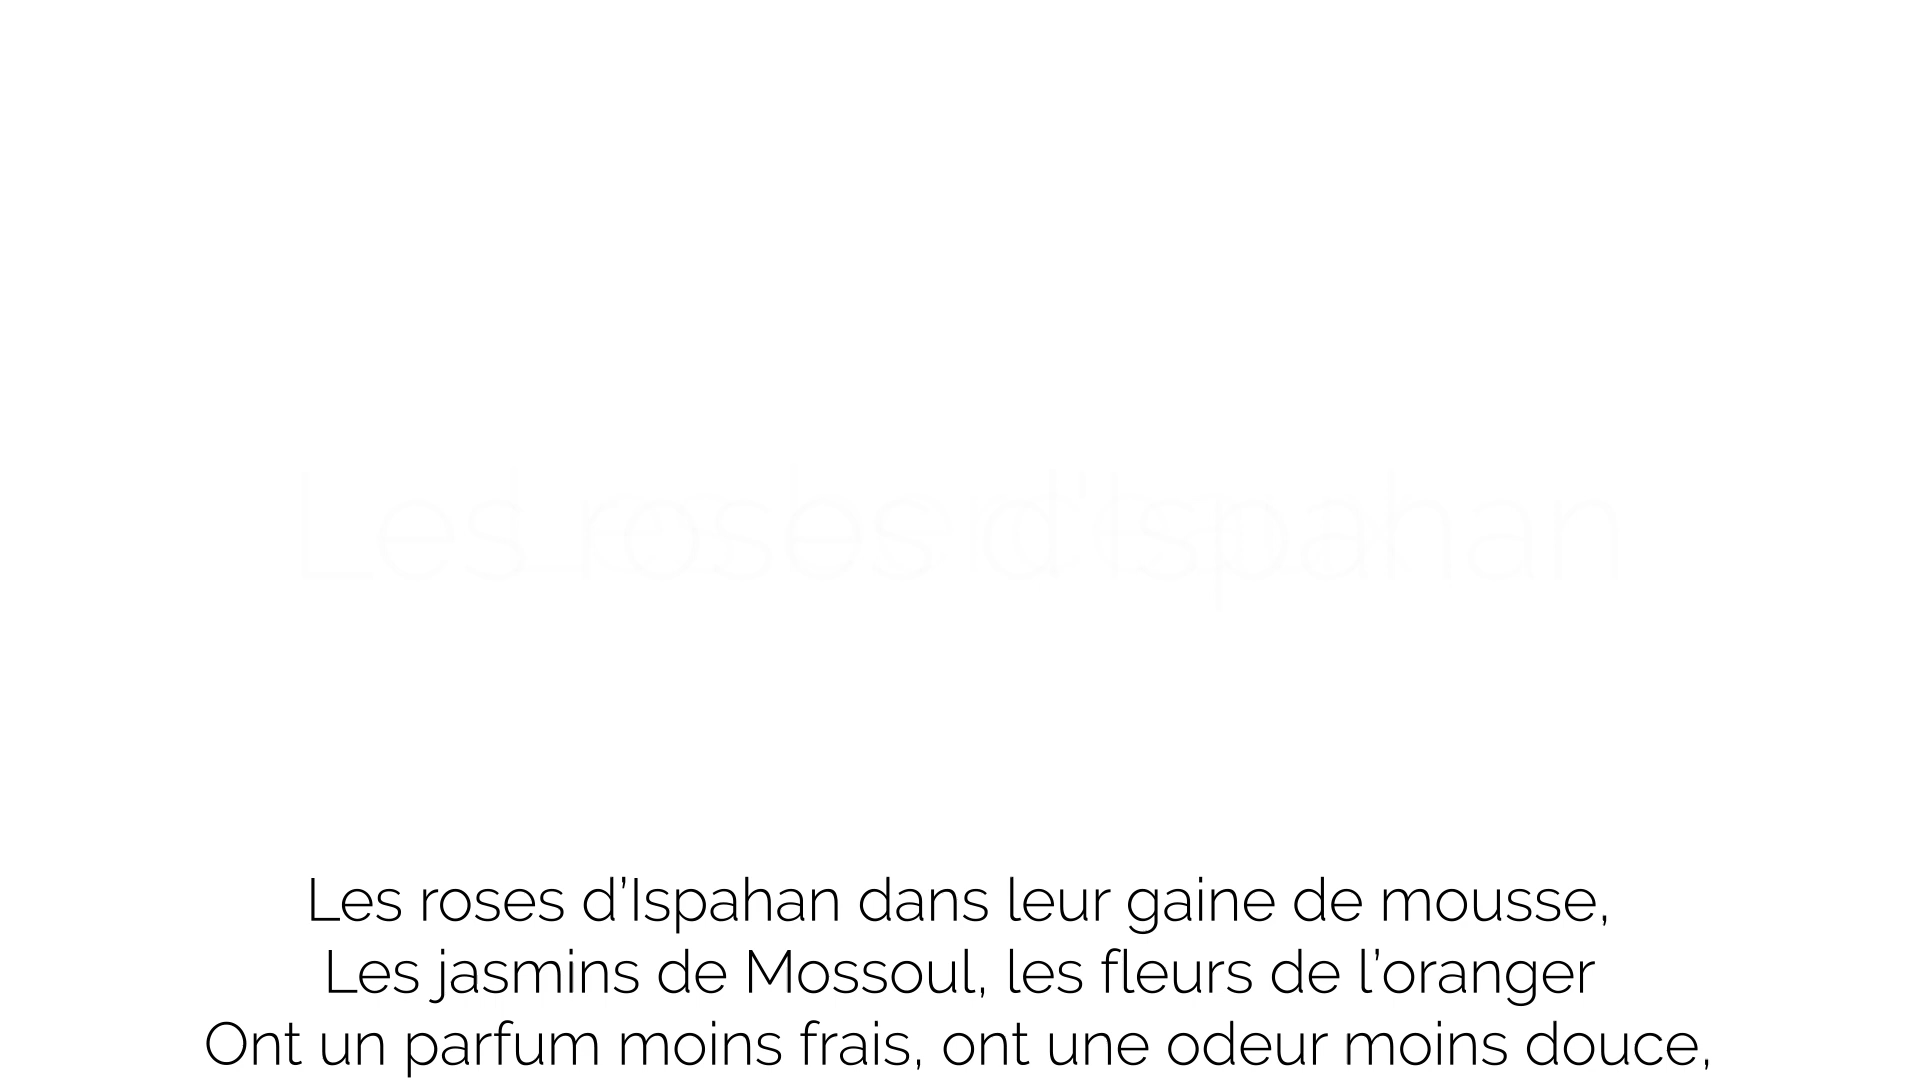 Les roses d'Ispahan
Les roses d’Ispahan dans leur gaine de mousse,
Les jasmins de Mossoul, les fleurs de l’oranger
Ont un parfum moins frais, ont une odeur moins douce,